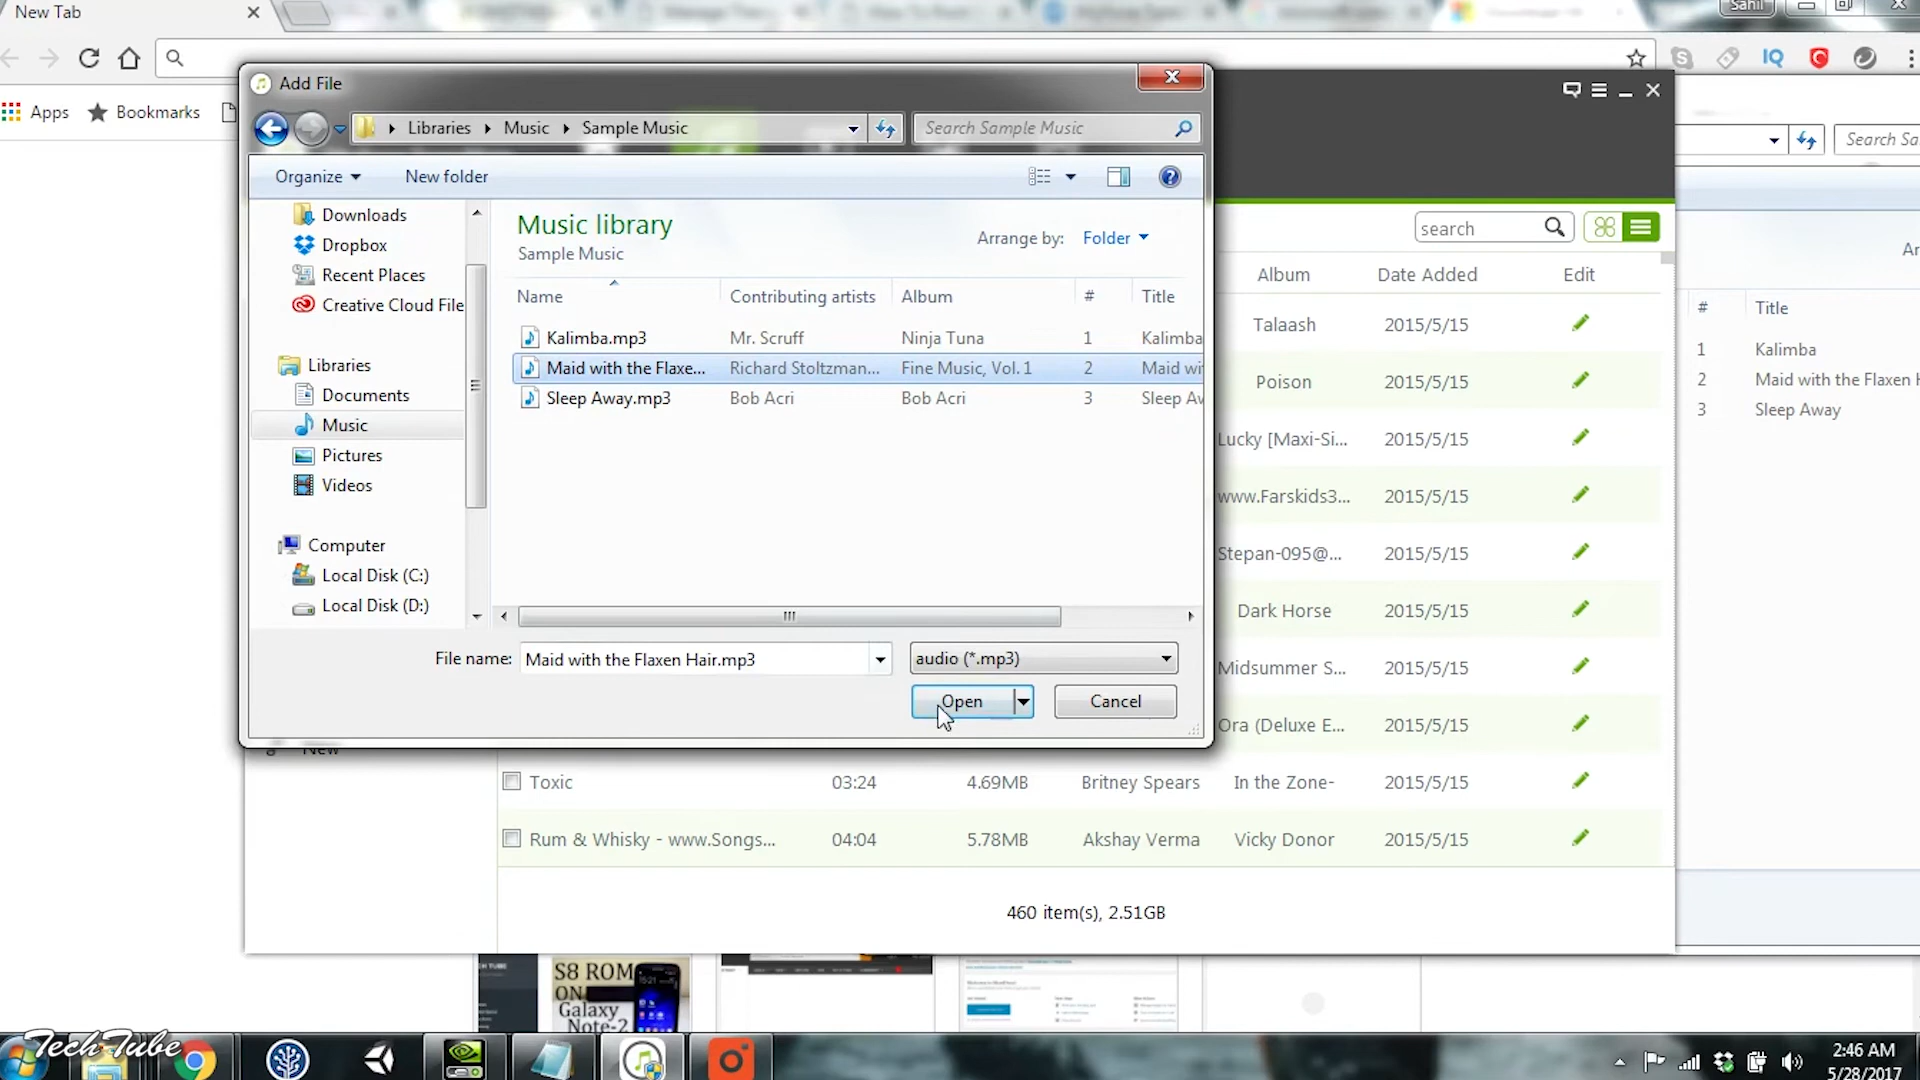 New Tab
Sahil
Apps
Bookmarks
IQ
Add File
Libraries
Music
Sample Music
Search Sample Music
Search Sa
Organize
New folder
Downloads
Dropbox
Recent Places
Creative Cloud File
Libraries
Documents
Music
Pictures
Videos
Computer
Local Disk (C:)
Local Disk (D:)
Music library
Sample Music
Arrange by: Folder
Name Contributing artists Album # Title
Kalimba.mp3 Mr. Scruff Ninja Tuna 1 Kalimba
Maid with the Flaxe... Richard Stoltzman... Fine Music, Vol. 1 2 Maid wi
Sleep Away.mp3 Bob Acri Bob Acri 3 Sleep Aw
File name: Maid with the Flaxen Hair.mp3
audio (*.mp3)
Open
Cancel
search
Album Date Added Edit
Talaash 2015/5/15
Poison 2015/5/15
Lucky [Maxi-Si... 2015/5/15
www.Farskids3... 2015/5/15
Stepan-095@... 2015/5/15
Dark Horse 2015/5/15
Midsummer S... 2015/5/15
Ora (Deluxe E... 2015/5/15
New
Toxic 03:24 4.69MB Britney Spears In the Zone- 2015/5/15
Rum & Whisky - www.Songs... 04:04 5.78MB Akshay Verma Vicky Donor 2015/5/15
460 item(s), 2.51GB
Ar
# Title
1 Kalimba
2 Maid with the Flaxen H
3 Sleep Away
S8 ROM
ON
Galaxy
Note-2
TechTube
2:46 AM
5/28/2017